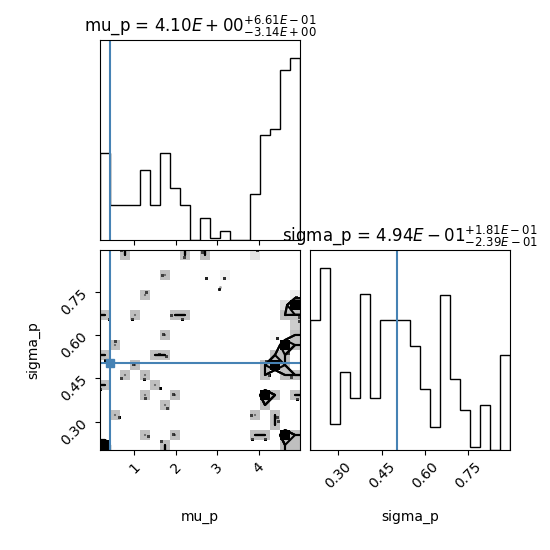 mu_p = 4.10E + 00+6.61E−01−3.14E+00
sigma_p = 4.94E − 01+1.81E−01−2.39E−01
sigma_p
0.75
0.60
0.45
0.30
1 2 3 4
0.30 0.45 0.60 0.75
mu_p sigma_p